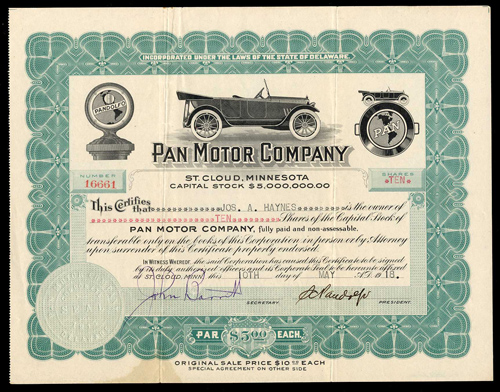 INCORPORATED UNDER THE LAWS OF THE STATE OF DELAWARE.
PANDOLFO
PAN
PAN MOTOR COMPANY
ST. CLOUD, MINNESOTA
CAPITAL STOCK $5,000,000.00
NUMBER
16661
SHARES
*TEN*
This Certifies that JOS. A. HAYNES is the owner of
TEN Shares of the Capital Stock of
PAN MOTOR COMPANY, fully paid and non-assessable.
transferable only on the books of this Corporation in person or by Attorney
upon surrender of this Certificate properly endorsed.
IN WITNESS WHEREOF, the said Corporation has caused this Certificate to be signed
by its duly authorized officers and its Corporate Seal to be hereunto affixed
at ST. CLOUD, MINN. this 10TH day of MAY A.D. 1918.
SECRETARY.
PRESIDENT.
PAR $5.00 EACH.
ORIGINAL SALE PRICE $10.00 EACH
SPECIAL AGREEMENT ON OTHER SIDE